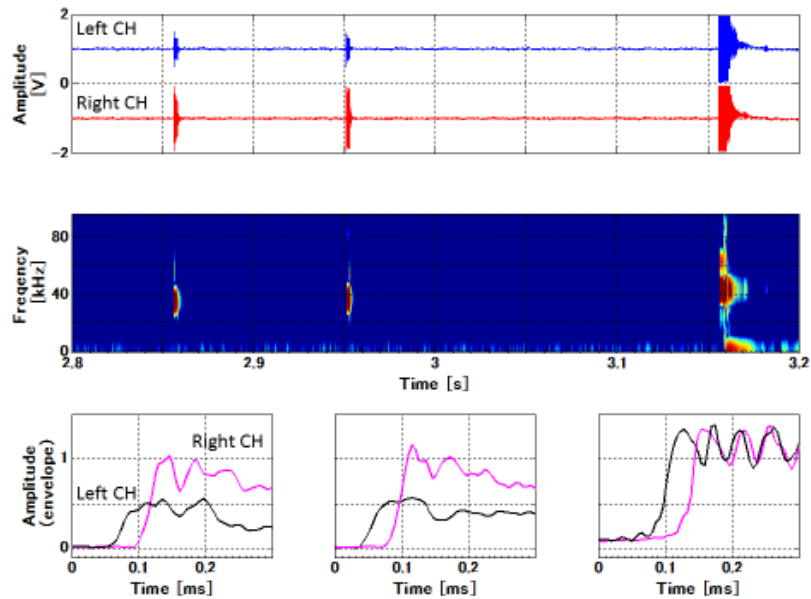 2
Left CH
Amplitude
[V]
0
Right CH
-2
80
Freqency
[kHz]
40
0
2.8
2.9
3
3.1
3.2
Time [s]
Right CH
1
Left CH
Amplitude
(envelope)
0
0 0.1 0.2
0 0.1 0.2
0 0.1 0.2
Time [ms]
Time [ms]
Time [ms]